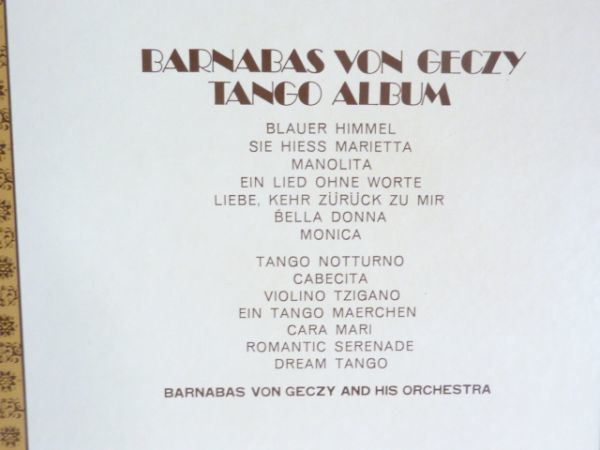 BARNABAS VON GECZY
TANGO ALBUM
BLAUER HIMMEL
SIE HIESS MARIETTA
MANOLITA
EIN LIED OHNE WORTE
LIEBE, KEHR ZÜRÜCK ZU MIR
BELLA DONNA
MONICA
TANGO NOTTURNO
CABECITA
VIOLINO TZIGANO
EIN TANGO MAERCHEN
CARA MARI
ROMANTIC SERENADE
DREAM TANGO
BARNABAS VON GECZY AND HIS ORCHESTRA